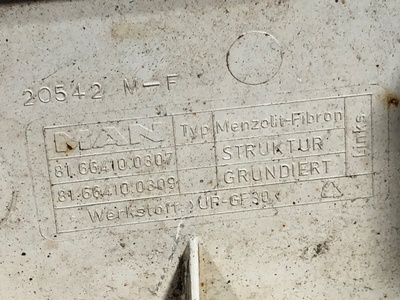 20542 M-F
MAN Typ Menzolit-Fibron links
81.66410.0307 STRUKTUR
81.66410.0309 GRUNDIERT
Werkstoff >UP-GF30<